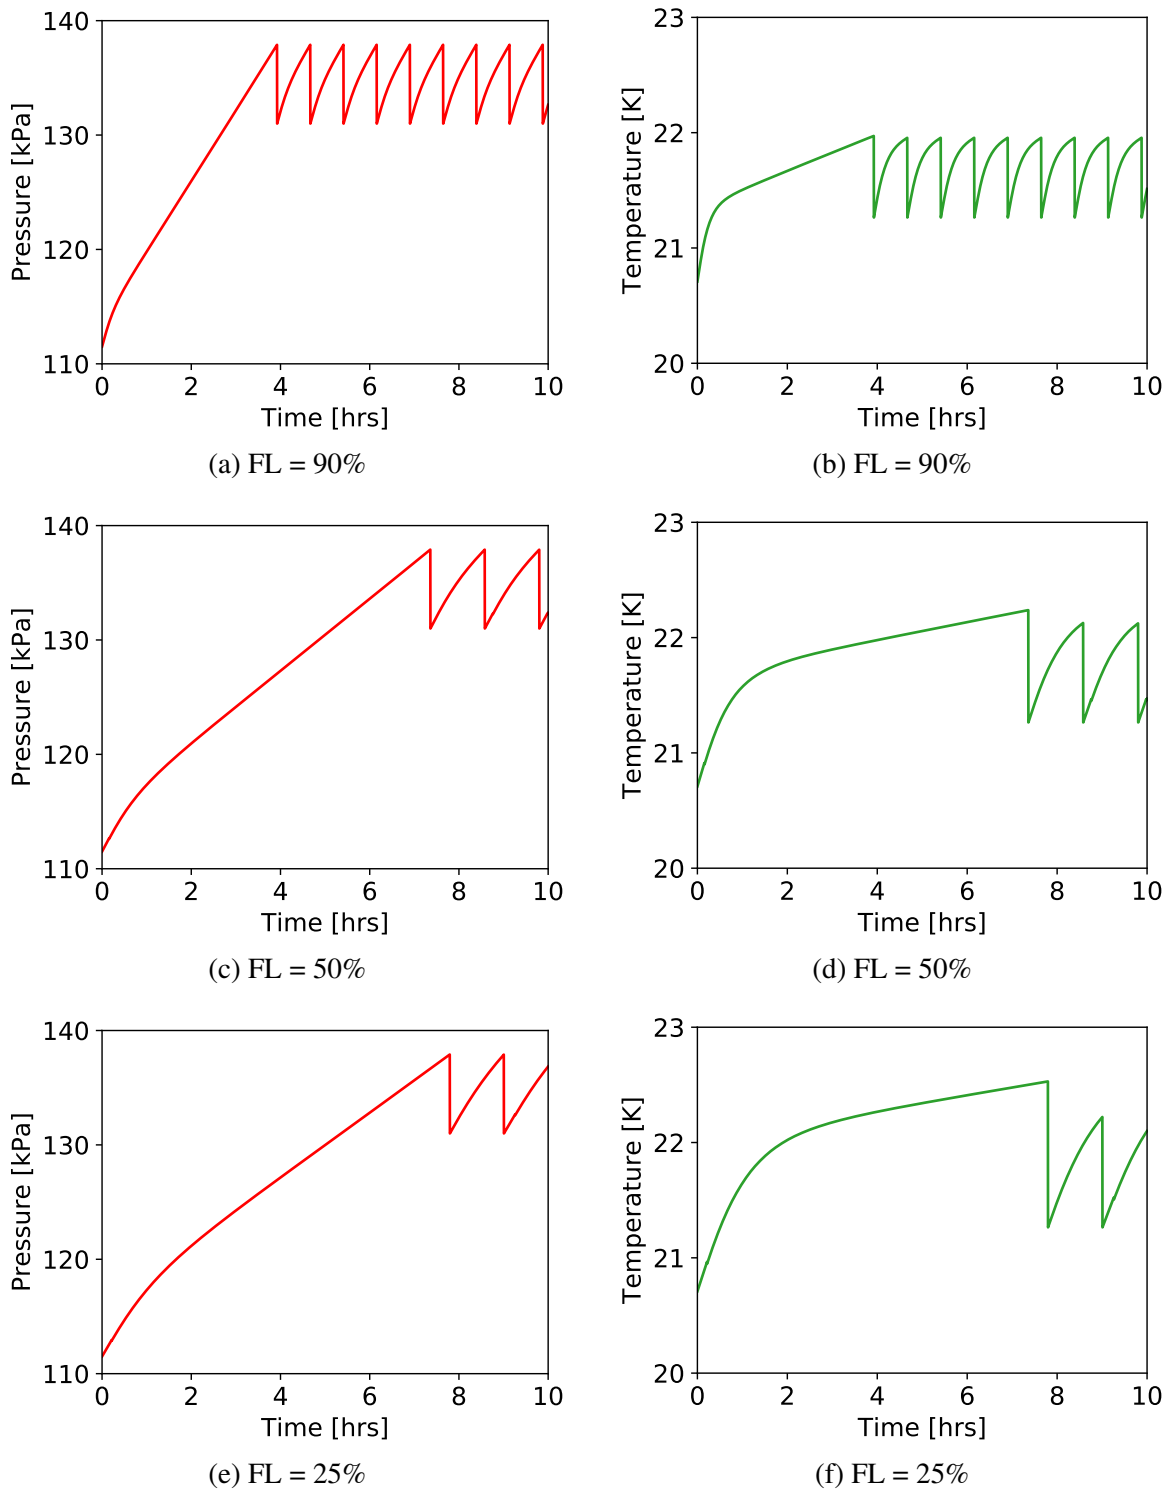 140
130
120
110
Pressure [kPa]
0 2 4 6 8 10
Time [hrs]
(a) FL = 90%
23
22
21
20
Temperature [K]
0 2 4 6 8 10
Time [hrs]
(b) FL = 90%
140
130
120
110
Pressure [kPa]
0 2 4 6 8 10
Time [hrs]
(c) FL = 50%
23
22
21
20
Temperature [K]
0 2 4 6 8 10
Time [hrs]
(d) FL = 50%
140
130
120
110
Pressure [kPa]
0 2 4 6 8 10
Time [hrs]
(e) FL = 25%
23
22
21
20
Temperature [K]
0 2 4 6 8 10
Time [hrs]
(f) FL = 25%